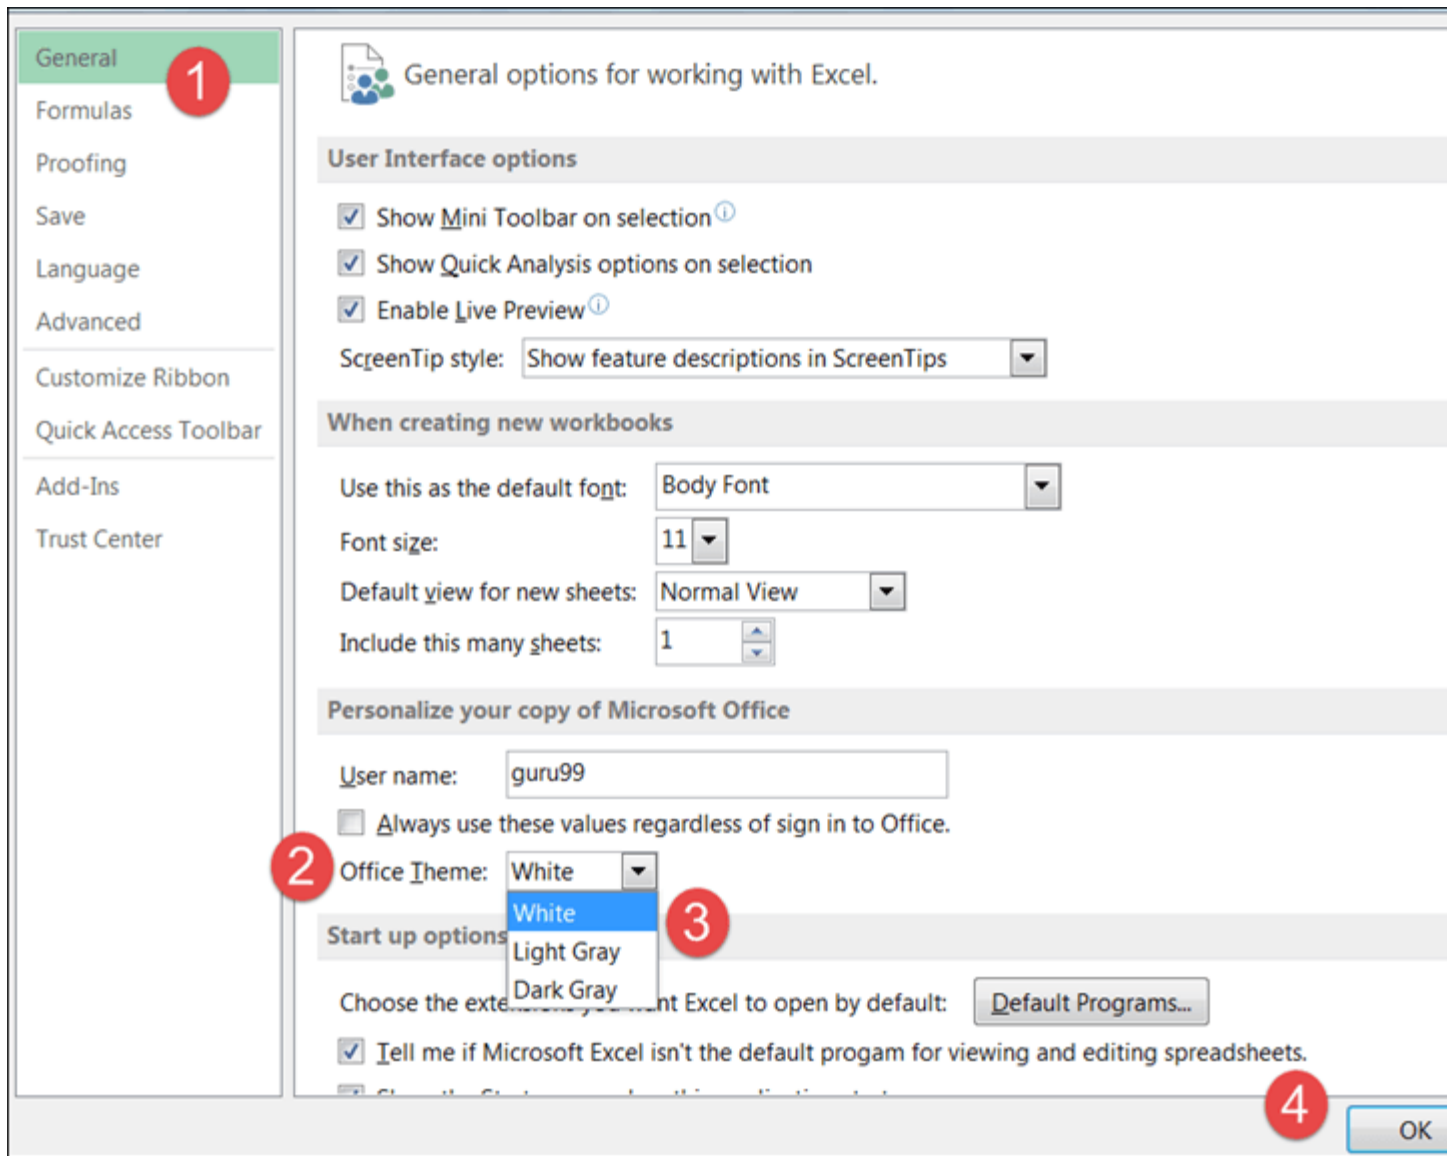 General
1
Formulas
Proofing
Save
Language
Advanced
Customize Ribbon
Quick Access Toolbar
Add-Ins
Trust Center
General options for working with Excel.
User Interface options
Show Mini Toolbar on selection
Show Quick Analysis options on selection
Enable Live Preview
ScreenTip style: Show feature descriptions in ScreenTips
When creating new workbooks
Use this as the default font: Body Font
Font size: 11
Default view for new sheets: Normal View
Include this many sheets: 1
Personalize your copy of Microsoft Office
User name: guru99
Always use these values regardless of sign in to Office.
2 Office Theme: White
White 3
Light Gray
Dark Gray
Start up options
Choose the you want Excel to open by default: Default Programs...
Tell me if Microsoft Excel isn't the default progam for viewing and editing spreadsheets.
4
OK